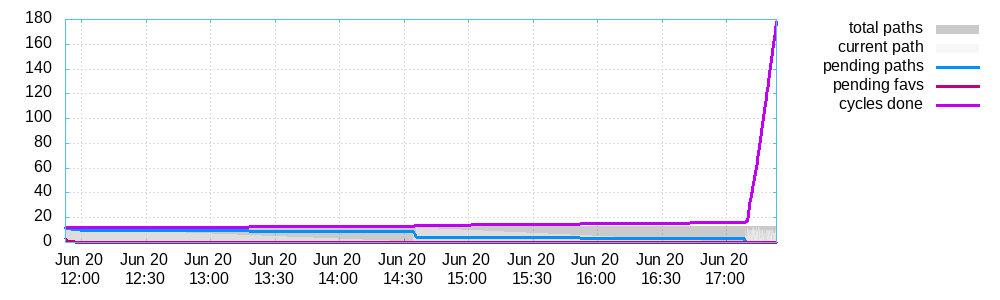 180
160
140
120
100
80
60
40
20
0
Jun 20 12:00
Jun 20 12:30
Jun 20 13:00
Jun 20 13:30
Jun 20 14:00
Jun 20 14:30
Jun 20 15:00
Jun 20 15:30
Jun 20 16:00
Jun 20 16:30
Jun 20 17:00
total paths
current path
pending paths
pending favs
cycles done